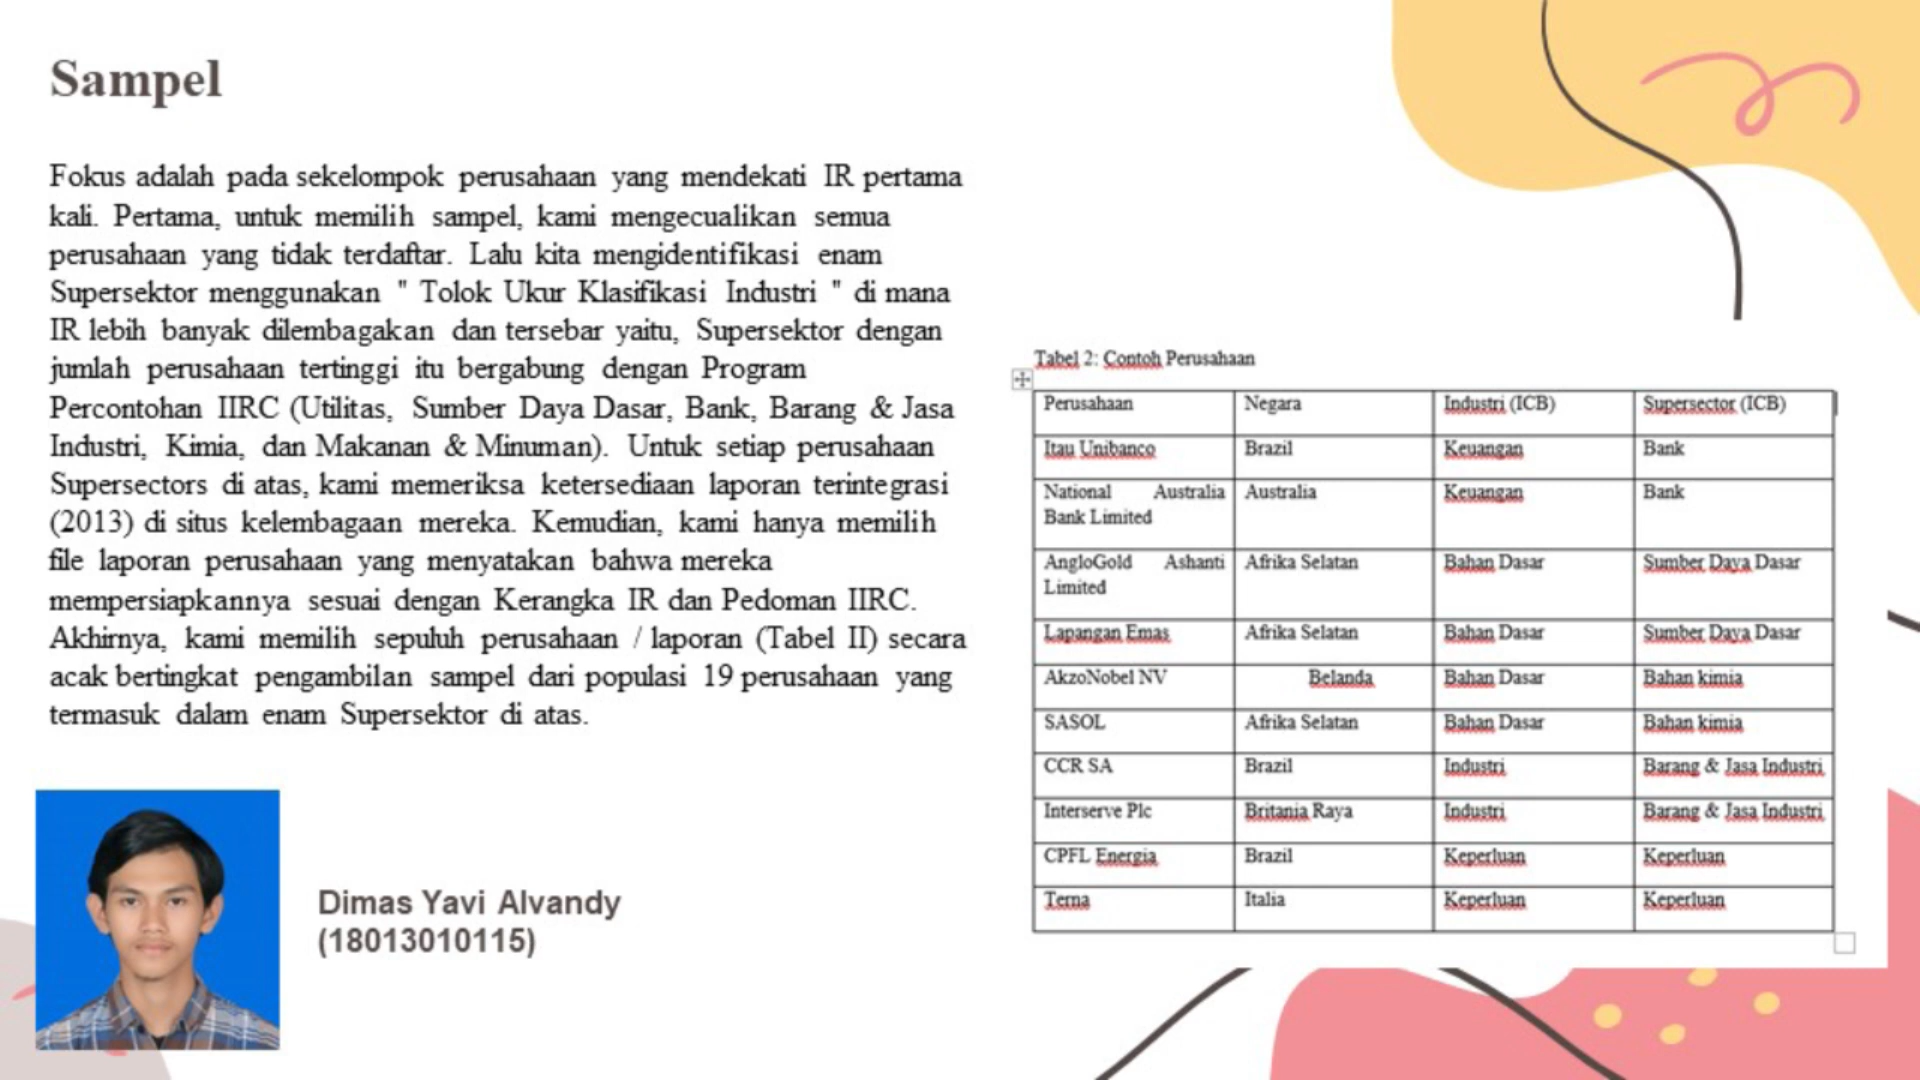 Sampel
Fokus adalah pada sekelompok perusahaan yang mendekati IR pertama
kali. Pertama, untuk memilih sampel, kami mengecualikan semua
perusahaan yang tidak terdaftar. Lalu kita mengidentifikasi enam
Supersektor menggunakan " Tolok Ukur Klasifikasi Industri " di mana
IR lebih banyak dilembagakan dan tersebar yaitu, Supersektor dengan
jumlah perusahaan tertinggi itu bergabung dengan Program
Percontohan IIRC (Utilitas, Sumber Daya Dasar, Bank, Barang & Jasa
Industri, Kimia, dan Makanan & Minuman). Untuk setiap perusahaan
Supersectors di atas, kami memeriksa ketersediaan laporan terintegrasi
(2013) di situs kelembagaan mereka. Kemudian, kami hanya memilih
file laporan perusahaan yang menyatakan bahwa mereka
mempersiapkannya sesuai dengan Kerangka IR dan Pedoman IIRC.
Akhirnya, kami memilih sepuluh perusahaan / laporan (Tabel II) secara
acak bertingkat pengambilan sampel dari populasi 19 perusahaan yang
termasuk dalam enam Supersektor di atas.
Dimas Yavi Alvandy
(18013010115)
Tabel 2: Contoh Perusahaan
Perusahaan Negara Industri (ICB) Supersector (ICB)
Itau Unibanco Brazil Keuangan Bank
National Australia Australia Keuangan Bank
Bank Limited
AngloGold Ashanti Afrika Selatan Bahan Dasar Sumber Daya Dasar
Limited
Lapangan Emas Afrika Selatan Bahan Dasar Sumber Daya Dasar
AkzoNobel NV Belanda Bahan Dasar Bahan kimia
SASOL Afrika Selatan Bahan Dasar Bahan kimia
CCR SA Brazil Industri Barang & Jasa Industri
Interserve Plc Britania Raya Industri Barang & Jasa Industri
CPFL Energia Brazil Keperluan Keperluan
Terna Italia Keperluan Keperluan